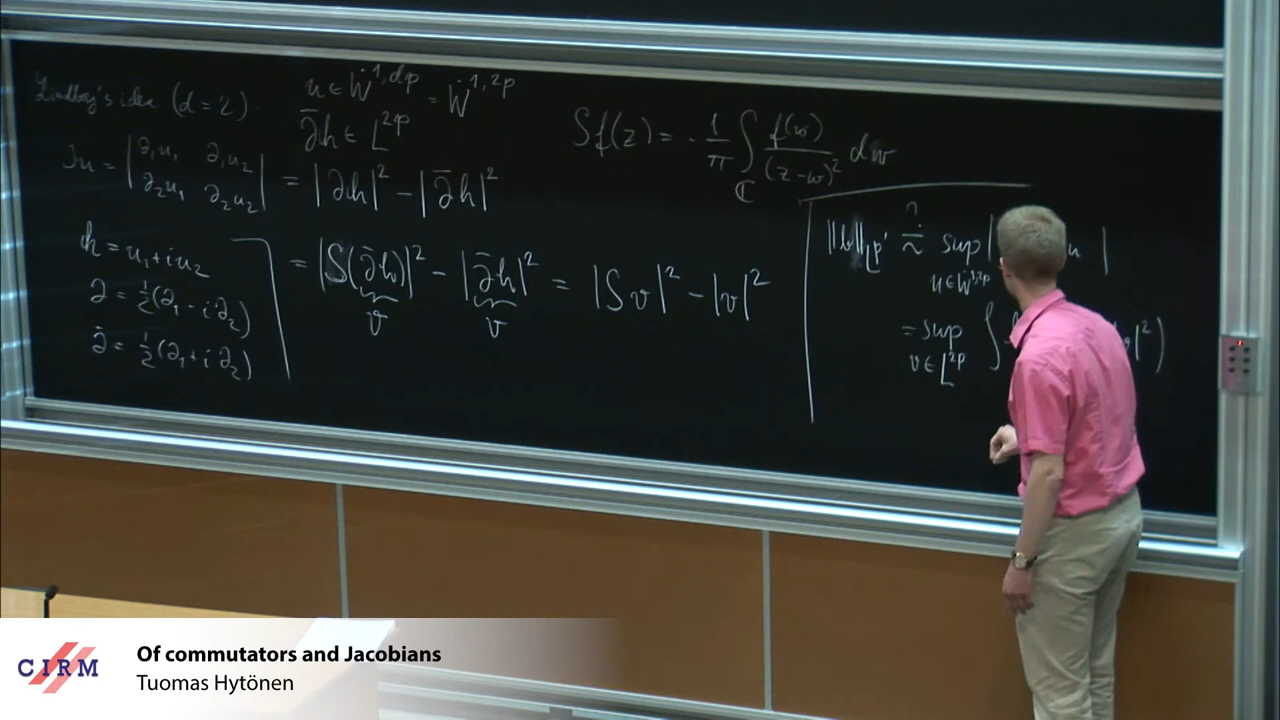 Lindberg's idea (d=2).
u ∈ Ẇ^{1,dp} = Ẇ^{1,2p}
∂̄h ∈ L^{2p}
Ju = | ∂₁u₁ ∂₁u₂ |
| ∂₂u₁ ∂₂u₂ | = |∂h|² − |∂̄h|²
h = u₁ + iu₂
∂ = ½(∂₁ − i∂₂)
∂̄ = ½(∂₁ + i∂₂)
= |S(∂̄h)|² − |∂̄h|² = |Sv|² − |v|²
v v
Sf(z) = −1/π ∫_ℂ f(w)/(z−w)² dw
‖b‖_{L^{p'}} ≂? sup | u |
u ∈ Ẇ^{1,2p}
= sup ∫ |²)
v ∈ L^{2p}
CIRM
Of commutators and Jacobians
Tuomas Hytönen